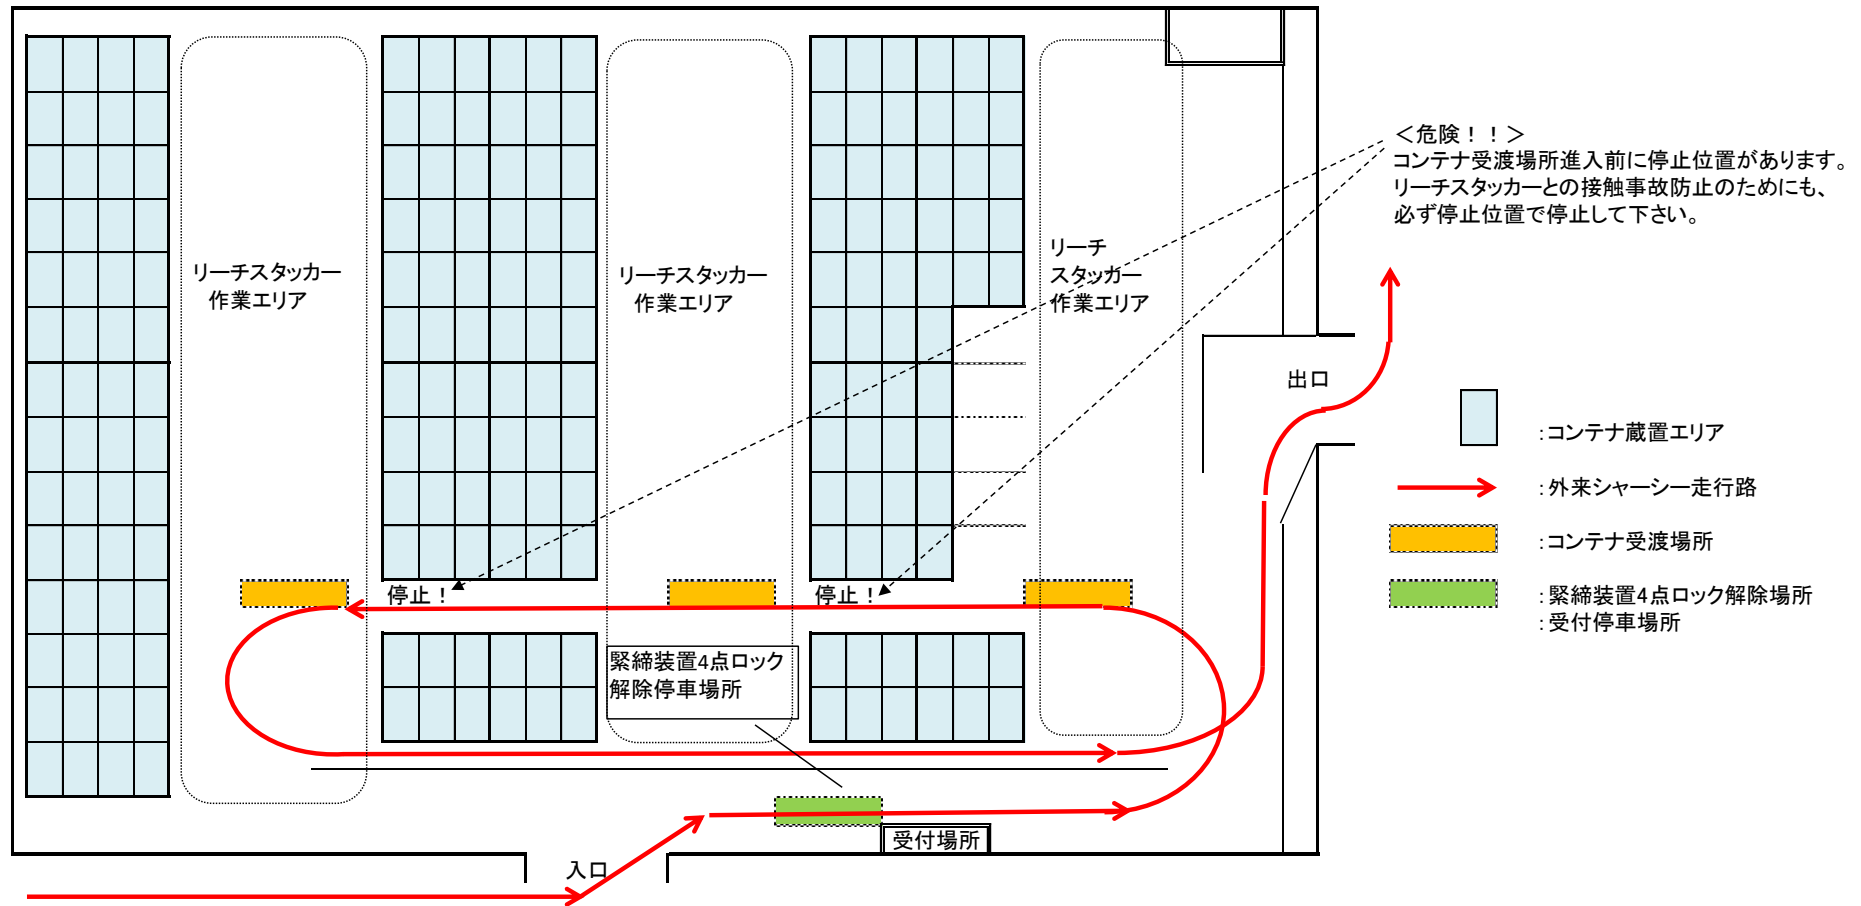 ＜危険！！＞
コンテナ受渡場所進入前に停止位置があります。
リーチスタッカーとの接触事故防止のためにも、
必ず停止位置で停止して下さい。
リーチスタッカー
作業エリア
リーチスタッカー
作業エリア
リーチ
スタッカー
作業エリア
出口
：コンテナ蔵置エリア
：外来シャーシー走行路
：コンテナ受渡場所
：緊締装置4点ロック解除場所
：受付停車場所
停止！
停止！
緊締装置4点ロック
解除停車場所
受付場所
入口